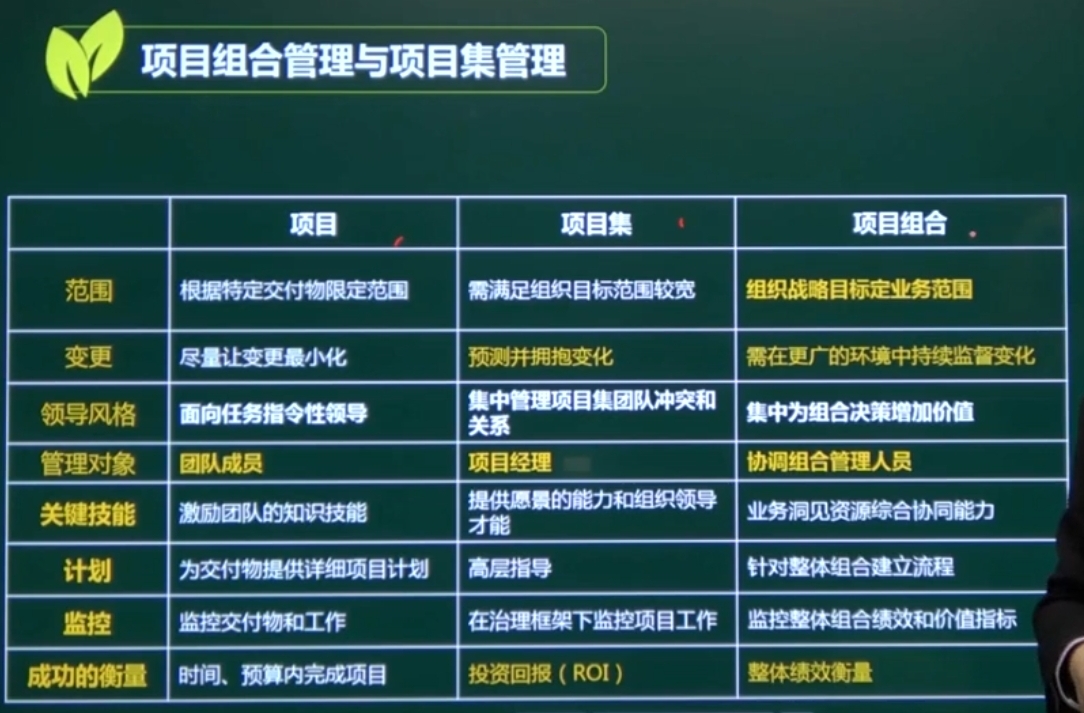 项目组合管理与项目集管理
项目 项目集 项目组合
范围 根据特定交付物限定范围 需满足组织目标范围较宽 组织战略目标定业务范围
变更 尽量让变更最小化 预测并拥抱变化 需在更广的环境中持续监督变化
领导风格 面向任务指令性领导 集中管理项目集团队冲突和
关系 集中为组合决策增加价值
管理对象 团队成员 项目经理 协调组合管理人员
关键技能 激励团队的知识技能 提供愿景的能力和组织领导
才能 业务洞见资源综合协同能力
计划 为交付物提供详细项目计划 高层指导 针对整体组合建立流程
监控 监控交付物和工作 在治理框架下监控项目工作 监控整体组合绩效和价值指标
成功的衡量 时间、预算内完成项目 投资回报（ROI） 整体绩效衡量